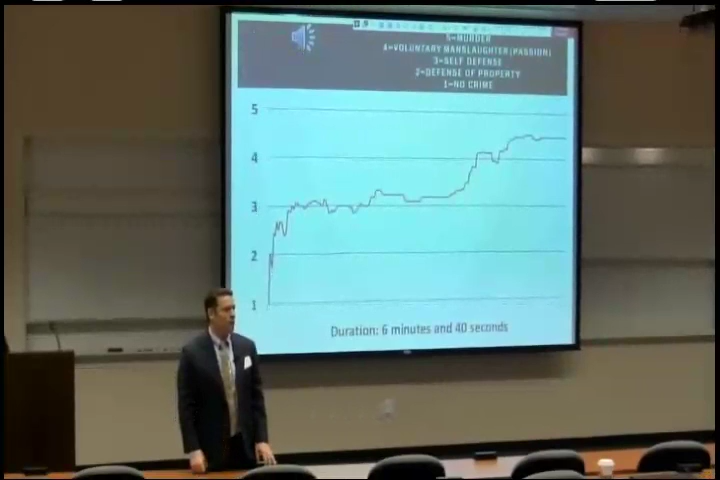 5=MURDER
4=VOLUNTARY MANSLAUGHTER (PASSION)
3=SELF DEFENSE
2=DEFENSE OF PROPERTY
1=NO CRIME
5
4
3
2
1
Duration: 6 minutes and 40 seconds